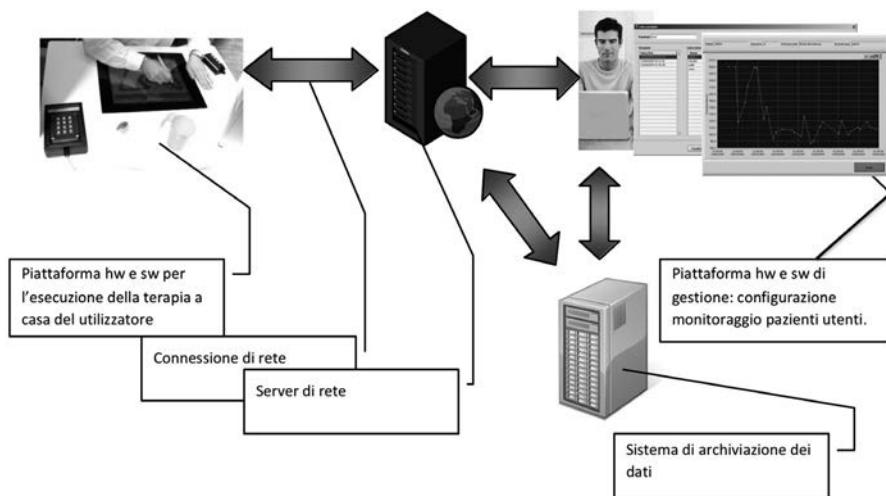 Piattaforma hw e sw per
l'esecuzione della terapia a
casa del utilizzatore
Connessione di rete
Server di rete
Piattaforma hw e sw di
gestione: configurazione
monitoraggio pazienti utenti.
Sistema di archiviazione dei
dati